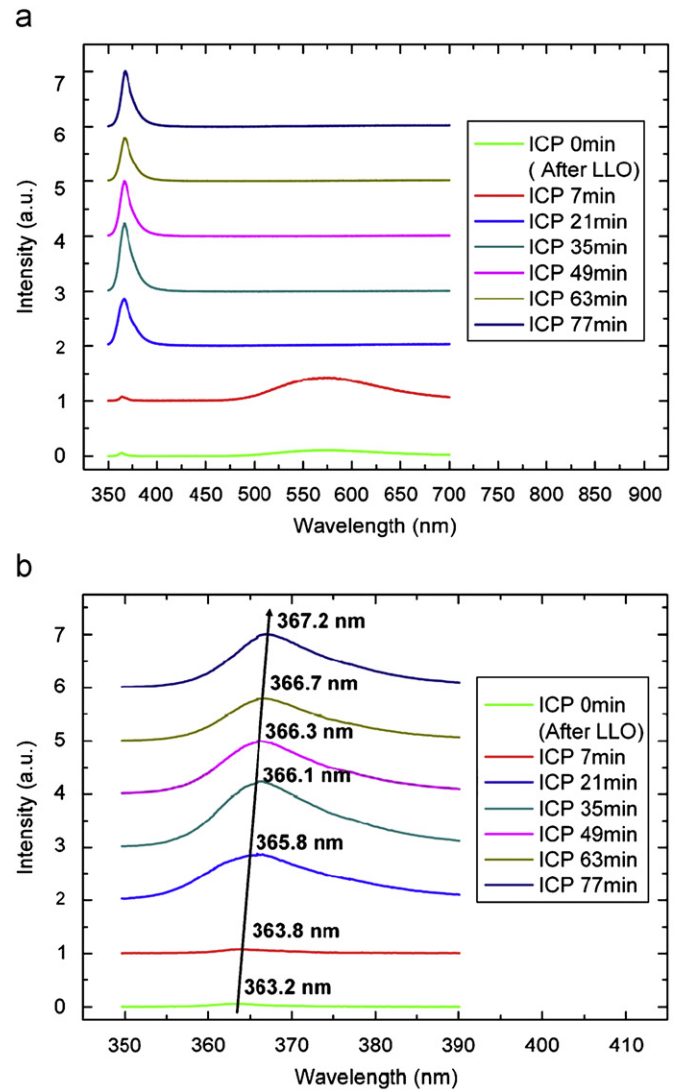 a
7
6
5
4
3
2
1
0
Intensity (a.u.)
350 400 450 500 550 600 650 700 750 800 850 900
Wavelength (nm)
ICP 0min
( After LLO)
ICP 7min
ICP 21min
ICP 35min
ICP 49min
ICP 63min
ICP 77min
b
7
6
5
4
3
2
1
0
Intensity (a.u.)
367.2 nm
366.7 nm
366.3 nm
366.1 nm
365.8 nm
363.8 nm
363.2 nm
350 360 370 380 390 400 410
Wavelength (nm)
ICP 0min
(After LLO)
ICP 7min
ICP 21min
ICP 35min
ICP 49min
ICP 63min
ICP 77min